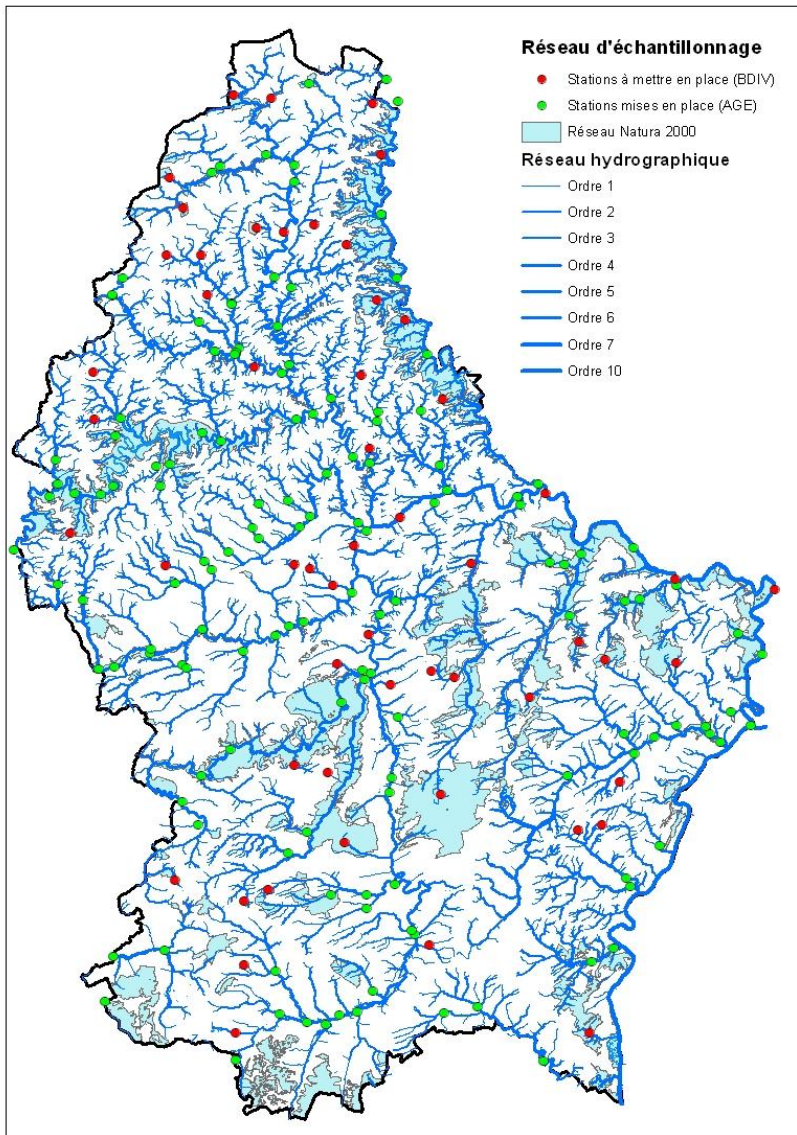 Réseau d'échantillonnage
Stations à mettre en place (BDIV)
Stations mises en place (AGE)
Réseau Natura 2000
Réseau hydrographique
Ordre 1
Ordre 2
Ordre 3
Ordre 4
Ordre 5
Ordre 6
Ordre 7
Ordre 10